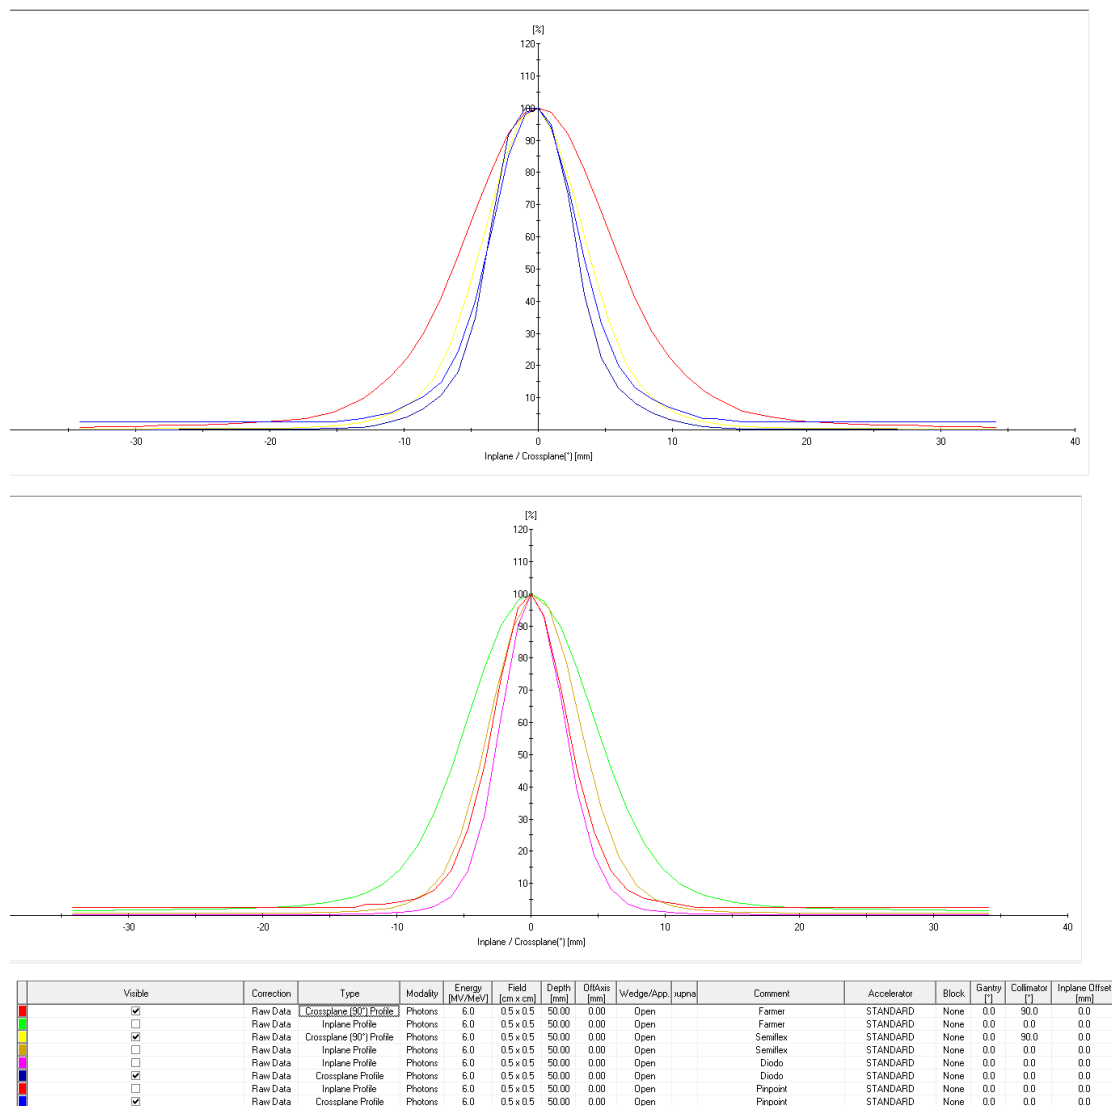 [%]
120
110
100
90
80
70
60
50
40
30
20
10
-30 -20 -10 0 10 20 30 40
Inplane / Crossplane(°) [mm]
[%]
120
110
100
90
80
70
60
50
40
30
20
10
-30 -20 -10 0 10 20 30 40
Inplane / Crossplane(°) [mm]
Visible Correction Type Modality Energy [MV/MeV] Field [cm x cm] Depth [mm] OffAxis [mm] Wedge/App. Comment Accelerator Block Gantry [°] Collimator [°] Inplane Offset [mm]
Raw Data Crossplane (90°) Profile Photons 6.0 0.5 x 0.5 50.00 0.00 Open Farmer STANDARD None 0.0 90.0 0.0
Raw Data Inplane Profile Photons 6.0 0.5 x 0.5 50.00 0.00 Open Farmer STANDARD None 0.0 0.0 0.0
Raw Data Crossplane (90°) Profile Photons 6.0 0.5 x 0.5 50.00 0.00 Open Semiflex STANDARD None 0.0 90.0 0.0
Raw Data Inplane Profile Photons 6.0 0.5 x 0.5 50.00 0.00 Open Semiflex STANDARD None 0.0 0.0 0.0
Raw Data Inplane Profile Photons 6.0 0.5 x 0.5 50.00 0.00 Open Diodo STANDARD None 0.0 0.0 0.0
Raw Data Crossplane Profile Photons 6.0 0.5 x 0.5 50.00 0.00 Open Diodo STANDARD None 0.0 0.0 0.0
Raw Data Inplane Profile Photons 6.0 0.5 x 0.5 50.00 0.00 Open Pinpoint STANDARD None 0.0 0.0 0.0
Raw Data Crossplane Profile Photons 6.0 0.5 x 0.5 50.00 0.00 Open Pinpoint STANDARD None 0.0 0.0 0.0